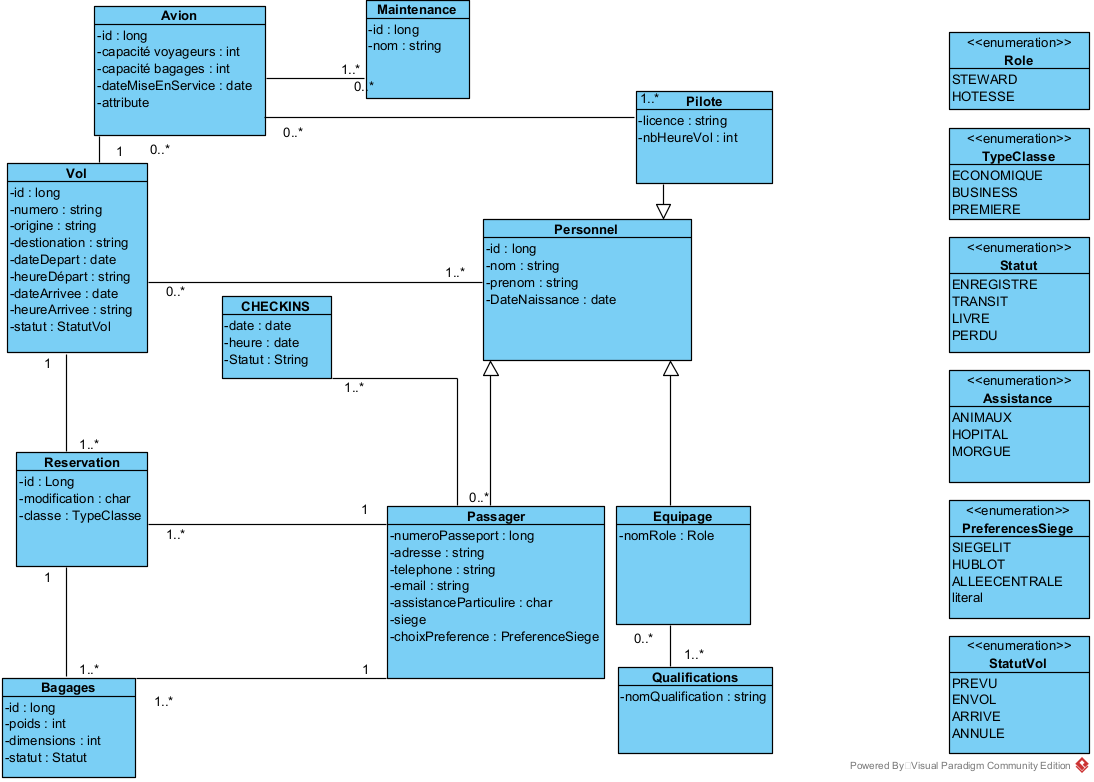 Avion
-id : long
-capacité voyageurs : int
-capacité bagages : int
-dateMiseEnService : date
-attribute
Maintenance
-id : long
-nom : string
1..*
0..*
1..*
Pilote
-licence : string
-nbHeureVol : int
0..*
1
0..*
Vol
-id : long
-numero : string
-origine : string
-destionation : string
-dateDepart : date
-heureDépart : string
-dateArrivee : date
-heureArrivee : string
-statut : StatutVol
Personnel
-id : long
-nom : string
-prenom : string
-DateNaissance : date
1..*
0..*
CHECKINS
-date : date
-heure : date
-Statut : String
1..*
0..*
1
1..*
Reservation
-id : Long
-modification : char
-classe : TypeClasse
1
1..*
Passager
-numeroPasseport : long
-adresse : string
-telephone : string
-email : string
-assistanceParticulire : char
-siege
-choixPreference : PreferenceSiege
Equipage
-nomRole : Role
0..*
1..*
Qualifications
-nomQualification : string
1
1..*
1
1..*
Bagages
-id : long
-poids : int
-dimensions : int
-statut : Statut
<<enumeration>>
Role
STEWARD
HOTESSE
<<enumeration>>
TypeClasse
ECONOMIQUE
BUSINESS
PREMIERE
<<enumeration>>
Statut
ENREGISTRE
TRANSIT
LIVRE
PERDU
<<enumeration>>
Assistance
ANIMAUX
HOPITAL
MORGUE
<<enumeration>>
PreferencesSiege
SIEGELIT
HUBLOT
ALLEECENTRALE
literal
<<enumeration>>
StatutVol
PREVU
ENVOL
ARRIVE
ANNULE
Powered By Visual Paradigm Community Edition